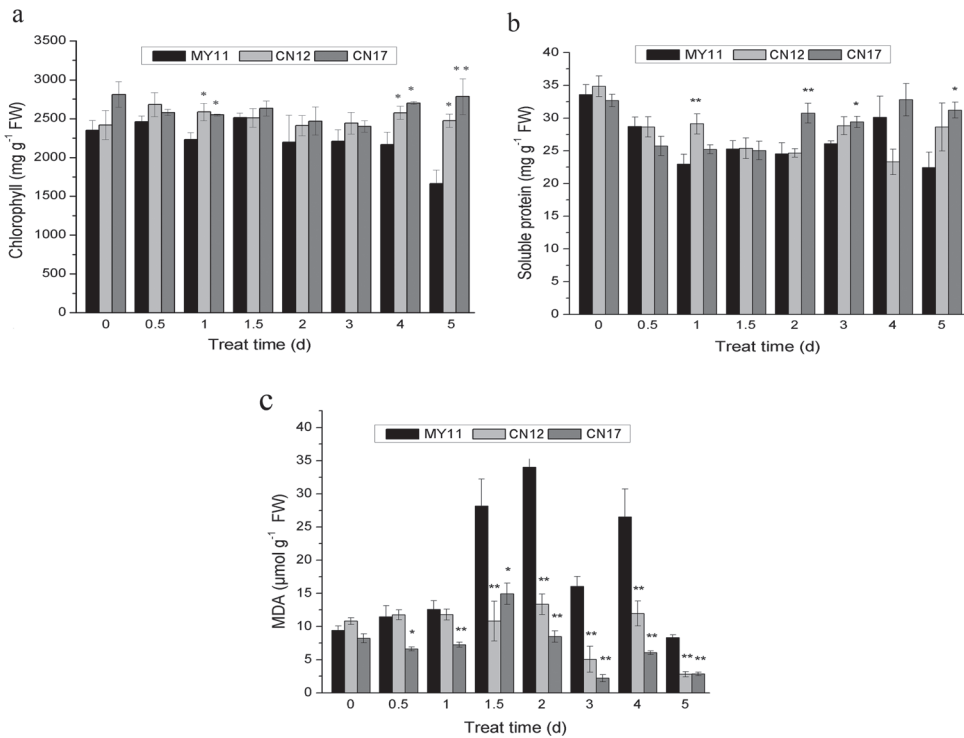 a
3500
3000
2500
2000
1500
1000
500
0
Chlorophyll (mg g⁻¹ FW)
MY11 CN12 CN17
* * * * * * *
0 0.5 1 1.5 2 3 4 5
Treat time (d)
b
40
35
30
25
20
15
10
5
0
Soluble protein (mg g⁻¹ FW)
MY11 CN12 CN17
** ** * *
0 0.5 1 1.5 2 3 4 5
Treat time (d)
c
40
35
30
25
20
15
10
5
0
MDA (μmol g⁻¹ FW)
MY11 CN12 CN17
* ** ** * ** ** ** ** ** ** ** **
0 0.5 1 1.5 2 3 4 5
Treat time (d)